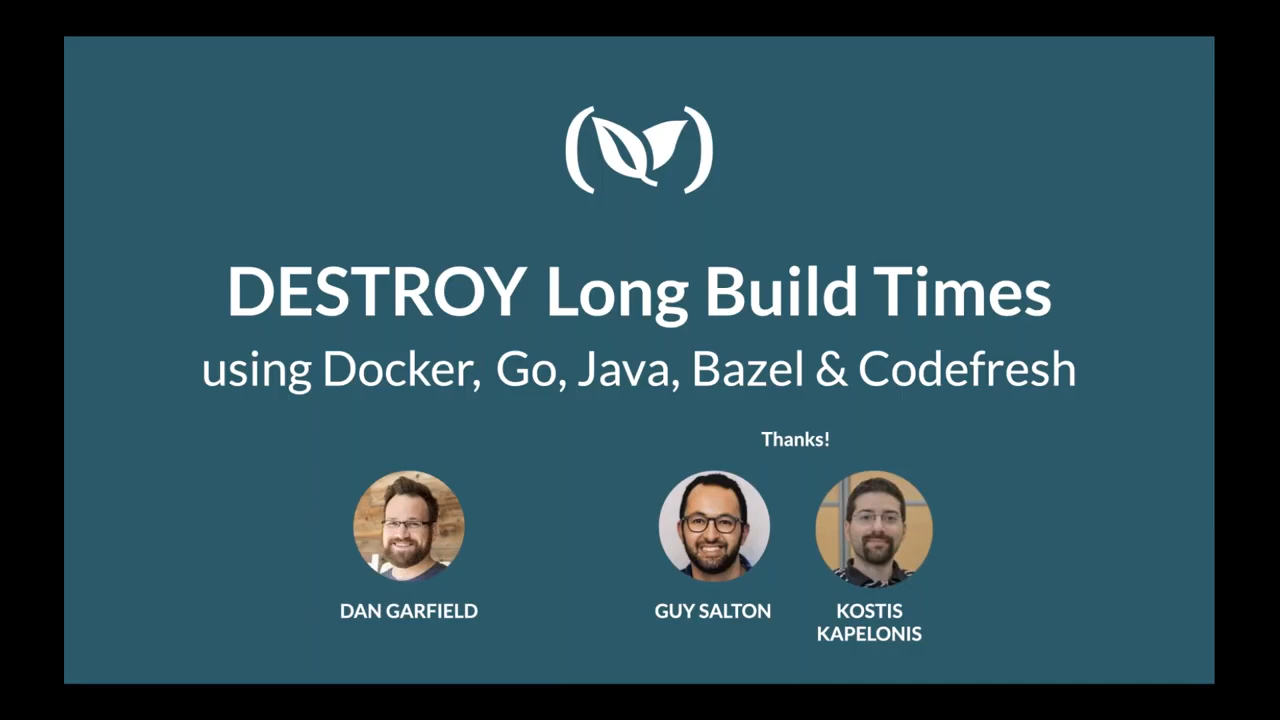 DESTROY Long Build Times
using Docker, Go, Java, Bazel & Codefresh
Thanks!
DAN GARFIELD
GUY SALTON
KOSTIS
KAPELONIS